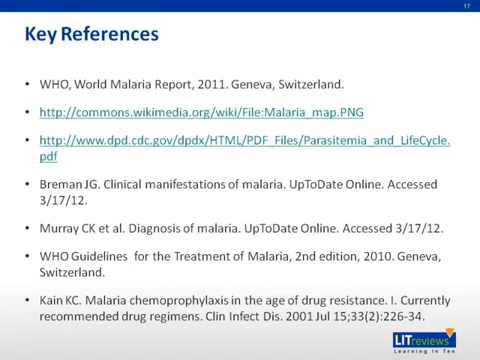 17
Key References
• WHO, World Malaria Report, 2011. Geneva, Switzerland.
• http://commons.wikimedia.org/wiki/File:Malaria_map.PNG
• http://www.dpd.cdc.gov/dpdx/HTML/PDF_Files/Parasitemia_and_LifeCycle.
pdf
• Breman JG. Clinical manifestations of malaria. UpToDate Online. Accessed
3/17/12.
• Murray CK et al. Diagnosis of malaria. UpToDate Online. Accessed 3/17/12.
• WHO Guidelines for the Treatment of Malaria, 2nd edition, 2010. Geneva,
Switzerland.
• Kain KC. Malaria chemoprophylaxis in the age of drug resistance. I. Currently
recommended drug regimens. Clin Infect Dis. 2001 Jul 15;33(2):226-34.
LITreviews
Learning in Ten